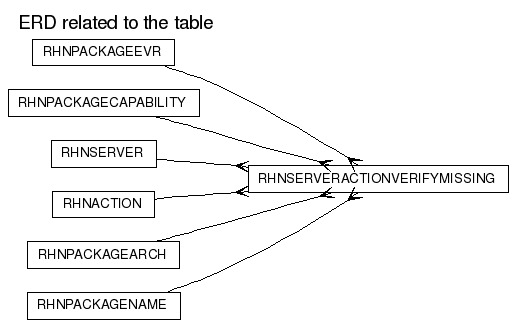 ERD related to the table
RHNPACKAGEEVR
RHNPACKAGECAPABILITY
RHNSERVER
RHNSERVERACTIONVERIFYMISSING
RHNACTION
RHNPACKAGEARCH
RHNPACKAGENAME